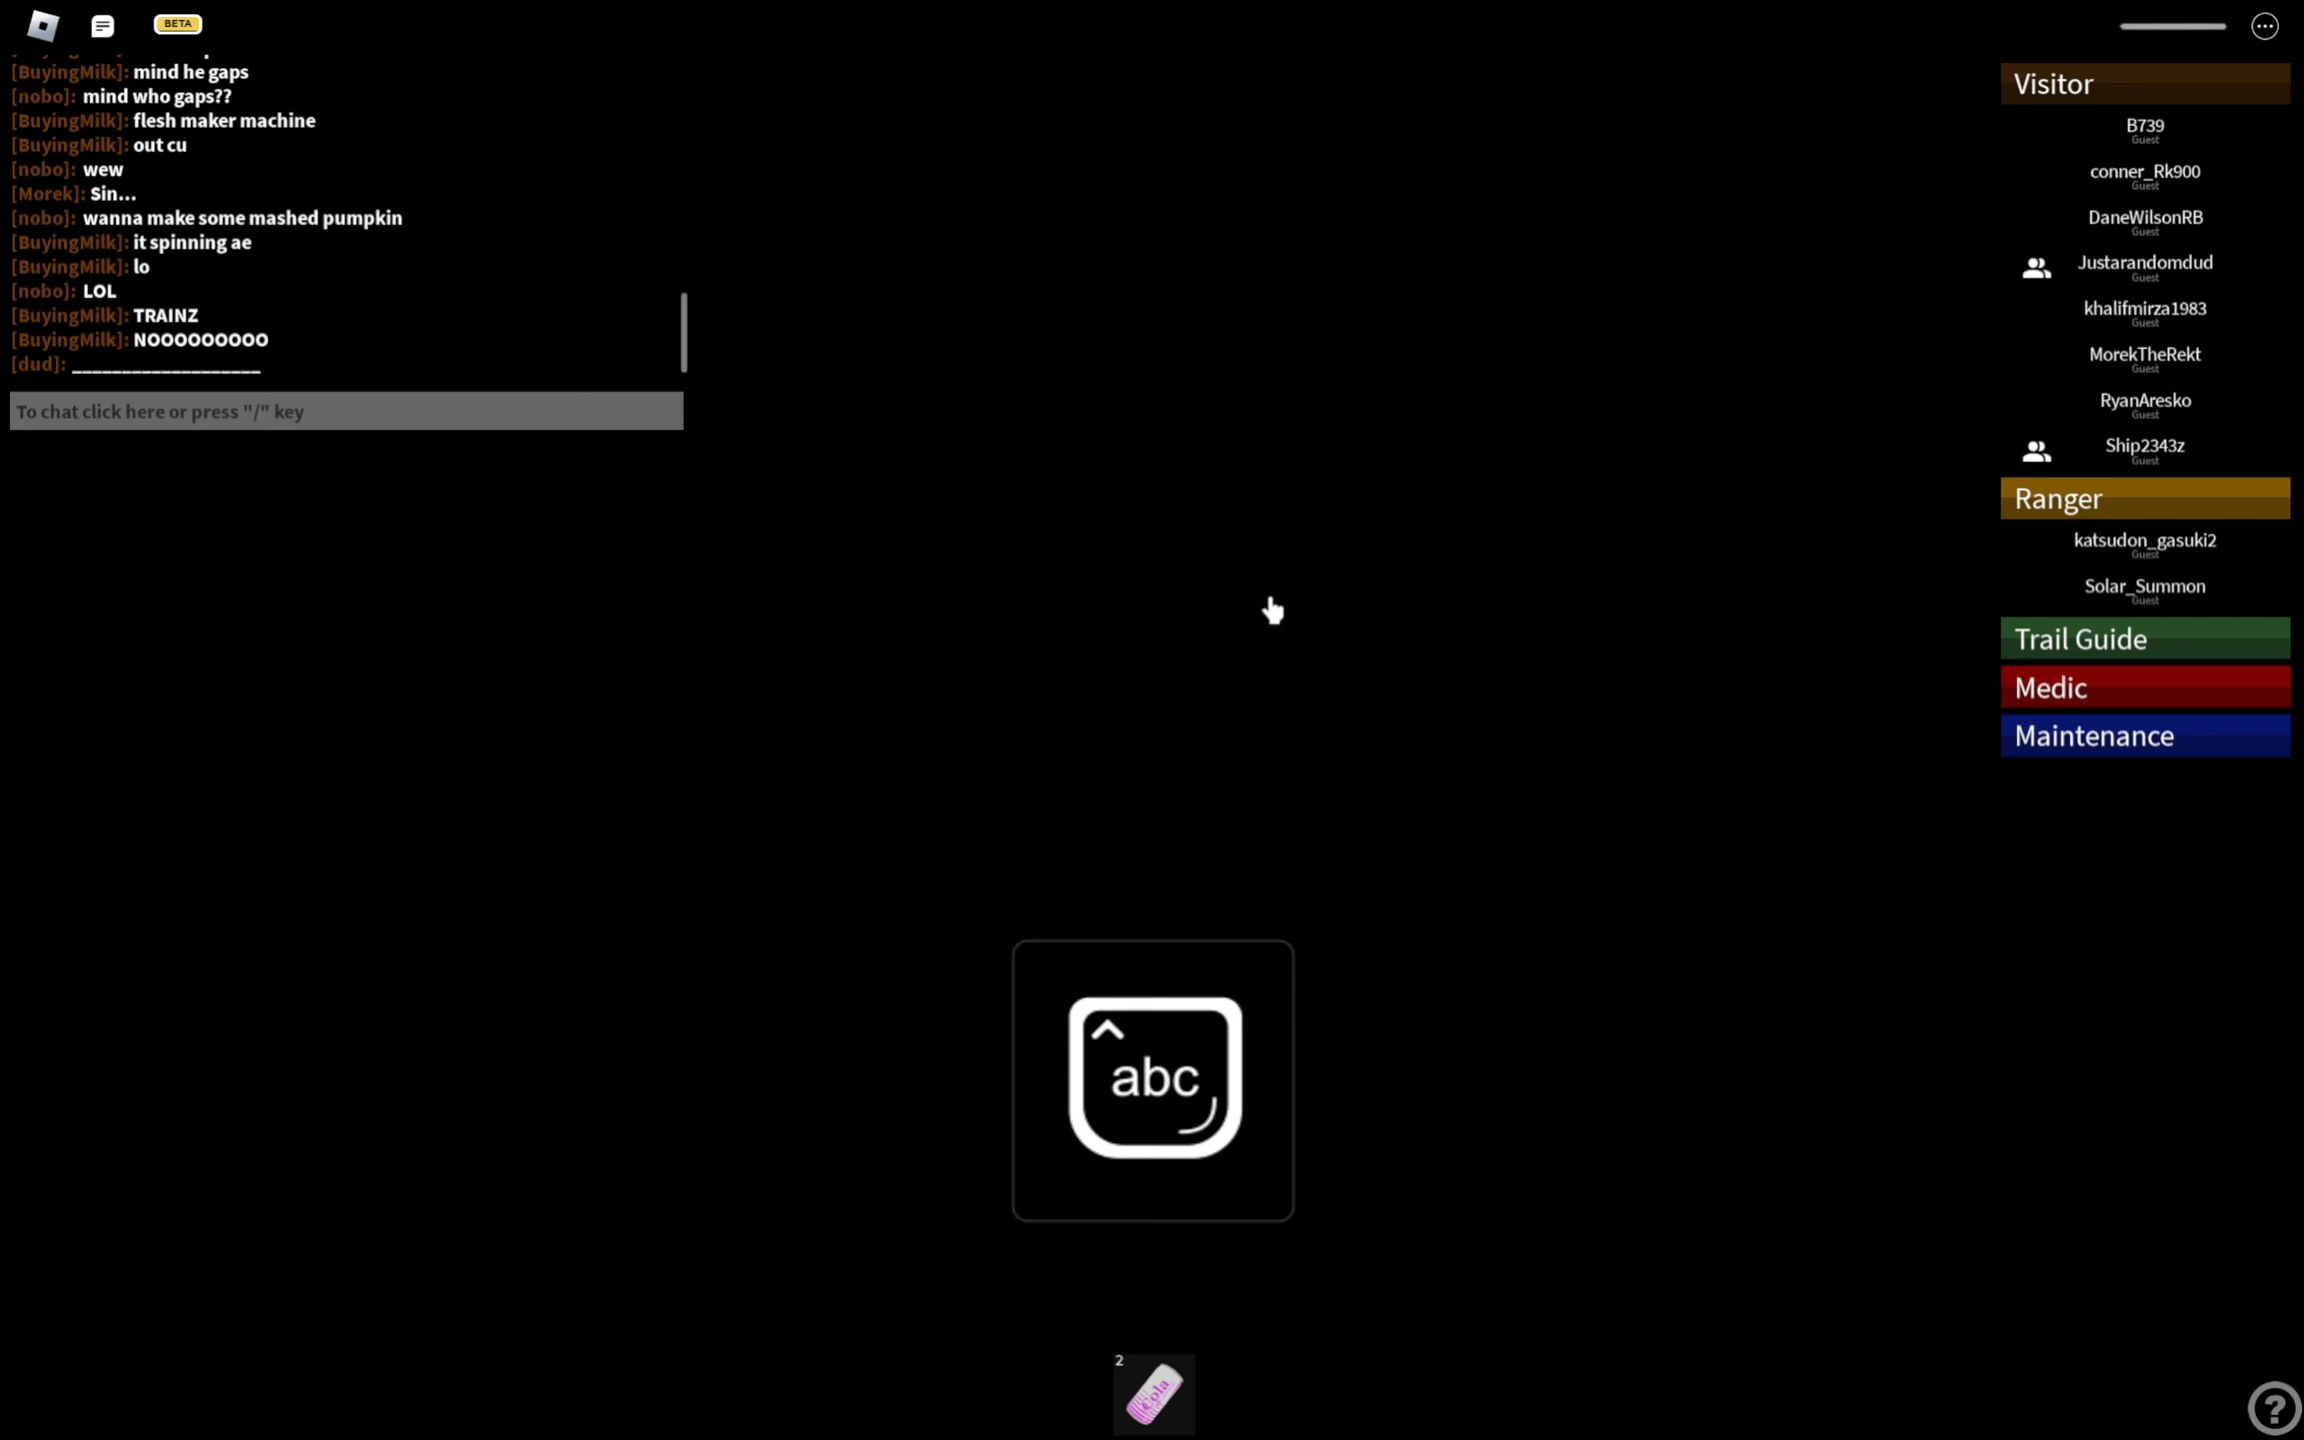 BETA
[BuyingMilk]: mind he gaps
[nobo]: mind who gaps??
[BuyingMilk]: flesh maker machine
[BuyingMilk]: out cu
[nobo]: wew
[Morek]: Sin...
[nobo]: wanna make some mashed pumpkin
[BuyingMilk]: it spinning ae
[BuyingMilk]: lo
[nobo]: LOL
[BuyingMilk]: TRAINZ
[BuyingMilk]: NOOOOOOOOO
[dud]: ___________________
To chat click here or press "/" key
Visitor
B739
Guest
conner_Rk900
Guest
DaneWilsonRB
Guest
Justarandomdud
Guest
khalifmirza1983
Guest
MorekTheRekt
Guest
RyanAresko
Guest
Ship2343z
Guest
Ranger
katsudon_gasuki2
Guest
Solar_Summon
Guest
Trail Guide
Medic
Maintenance
abc
2
Cola
?